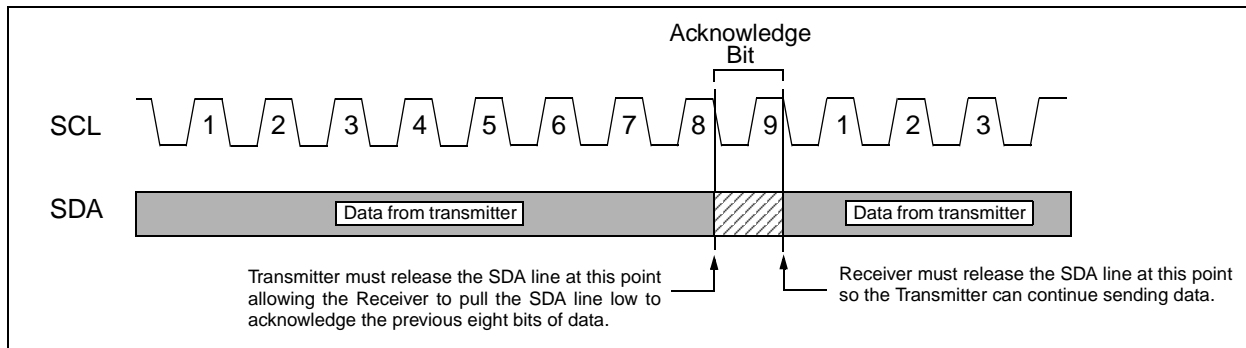 Acknowledge
Bit
SCL 1 2 3 4 5 6 7 8 9 1 2 3
SDA Data from transmitter Data from transmitter
Transmitter must release the SDA line at this point
allowing the Receiver to pull the SDA line low to
acknowledge the previous eight bits of data.
Receiver must release the SDA line at this point
so the Transmitter can continue sending data.